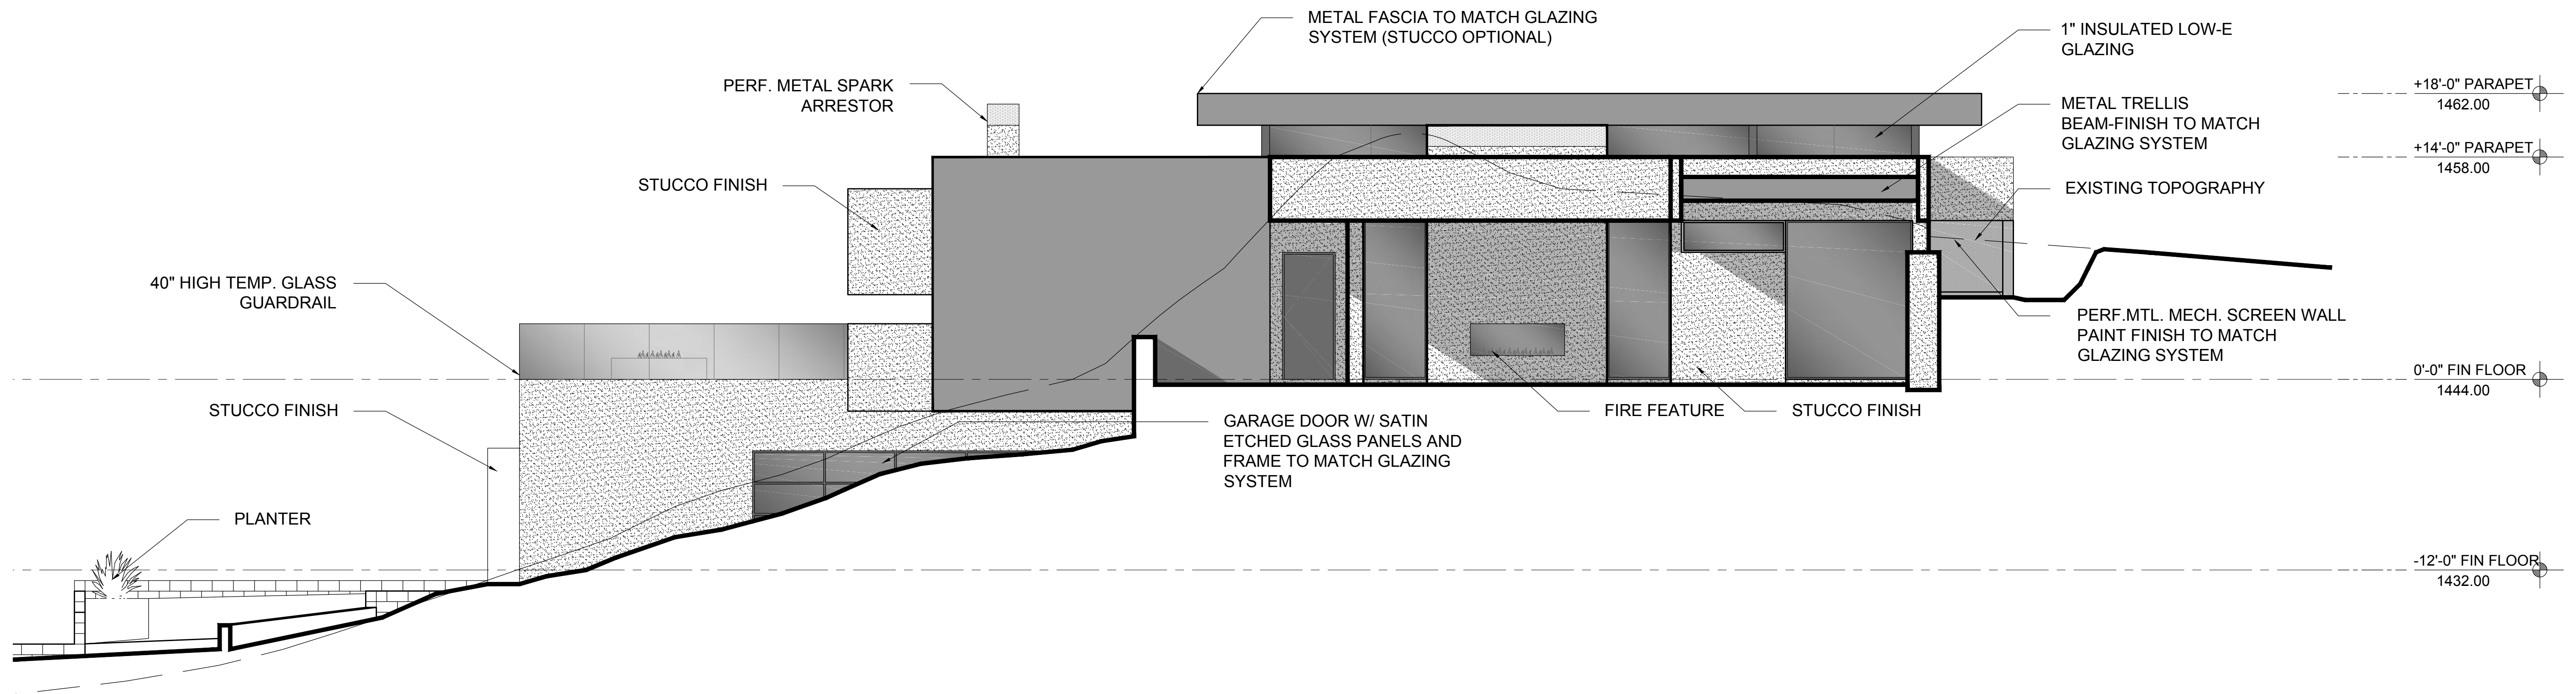 METAL FASCIA TO MATCH GLAZING
SYSTEM (STUCCO OPTIONAL)
1" INSULATED LOW-E
GLAZING
PERF. METAL SPARK
ARRESTOR
+18'-0" PARAPET
1462.00
METAL TRELLIS
BEAM-FINISH TO MATCH
GLAZING SYSTEM
+14'-0" PARAPET
1458.00
STUCCO FINISH
EXISTING TOPOGRAPHY
40" HIGH TEMP. GLASS
GUARDRAIL
PERF.MTL. MECH. SCREEN WALL
PAINT FINISH TO MATCH
GLAZING SYSTEM
0'-0" FIN FLOOR
1444.00
STUCCO FINISH
FIRE FEATURE
STUCCO FINISH
GARAGE DOOR W/ SATIN
ETCHED GLASS PANELS AND
FRAME TO MATCH GLAZING
SYSTEM
PLANTER
-12'-0" FIN FLOOR
1432.00